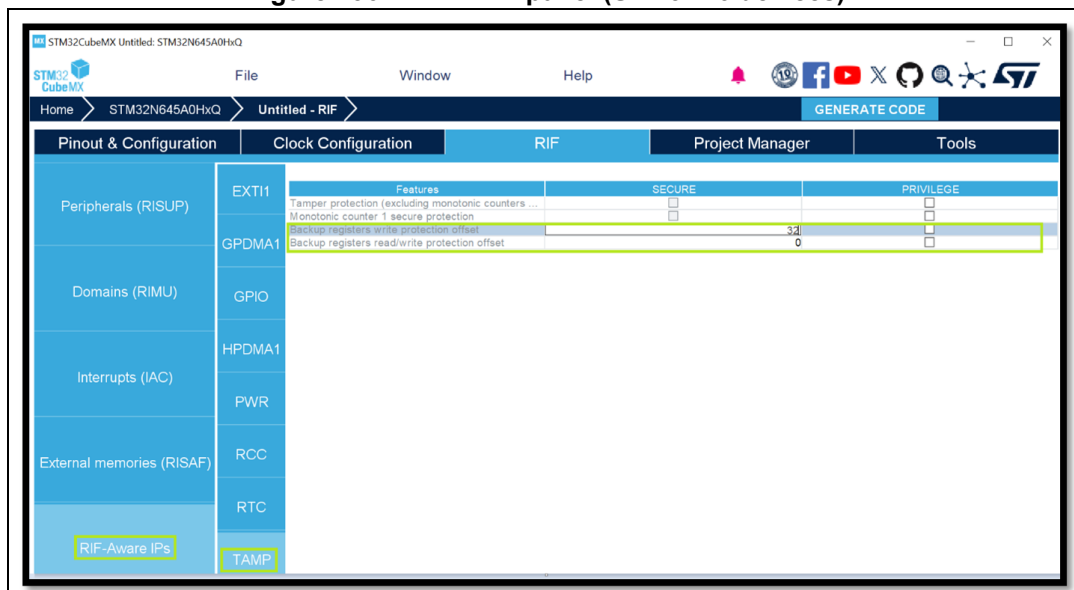 MX STM32CubeMX Untitled: STM32N645A0HxQ
STM32
CubeMX
File Window Help
19
Home STM32N645A0HxQ Untitled - RIF GENERATE CODE
Pinout & Configuration Clock Configuration RIF Project Manager Tools
Peripherals (RISUP)
Domains (RIMU)
Interrupts (IAC)
External memories (RISAF)
RIF-Aware IPs
EXTI1
GPDMA1
GPIO
HPDMA1
PWR
RCC
RTC
TAMP
Features SECURE PRIVILEGE
Tamper protection (excluding monotonic counters ...
Monotonic counter 1 secure protection
Backup registers write protection offset 32
Backup registers read/write protection offset 0